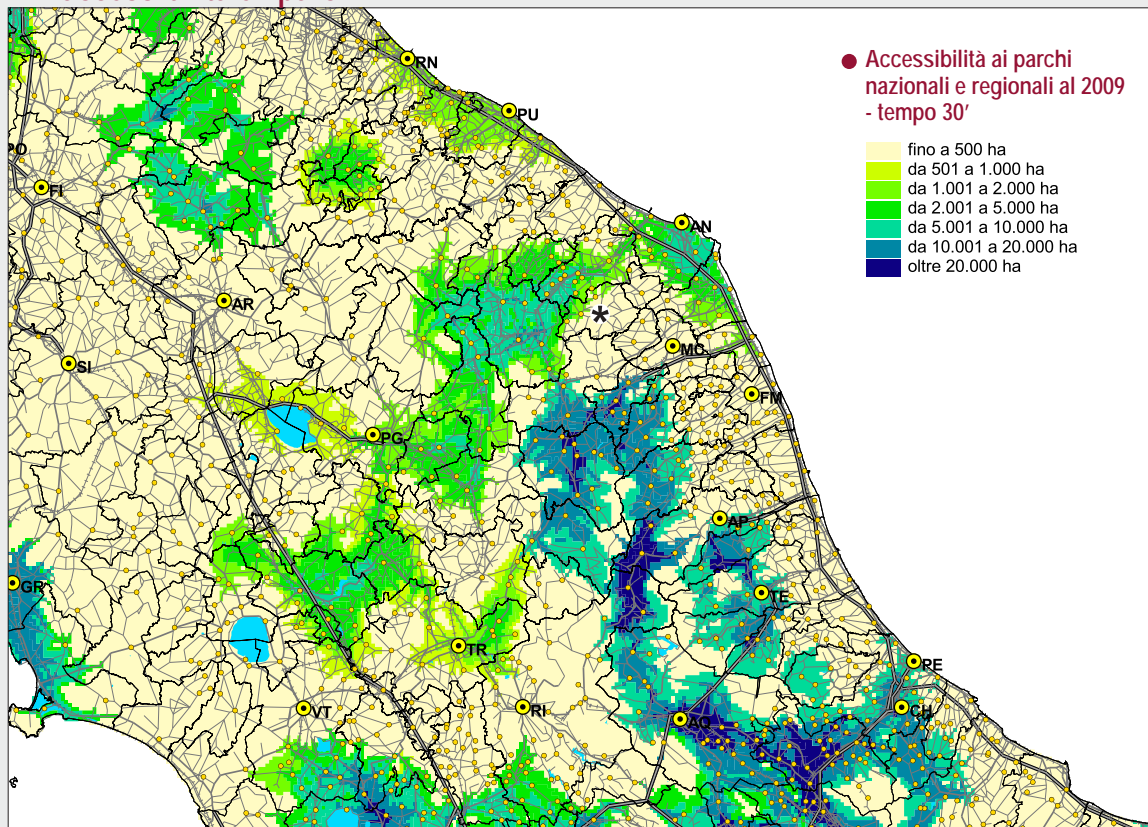 RN
PU
Accessibilità ai parchi
nazionali e regionali al 2009
- tempo 30'
fino a 500 ha
da 501 a 1.000 ha
da 1.001 a 2.000 ha
da 2.001 a 5.000 ha
da 5.001 a 10.000 ha
da 10.001 a 20.000 ha
oltre 20.000 ha
PO
FI
AN
AR
*
MC
SI
FM
PG
AP
GR
TE
TR
PE
VT
RI
AQ
CH